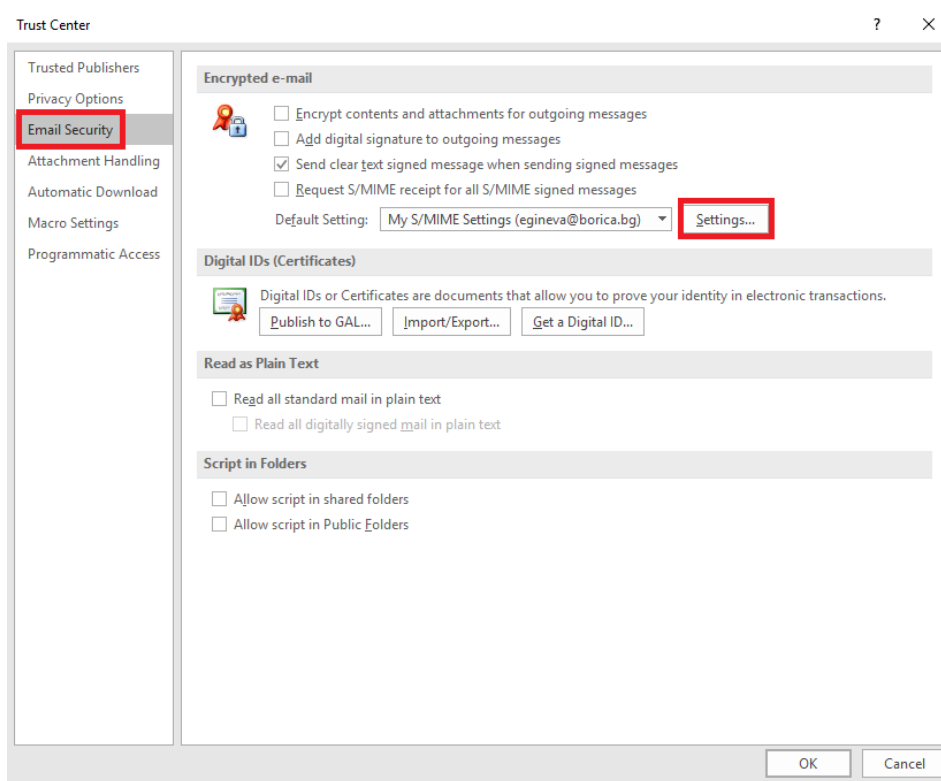 Trust Center
?
Trusted Publishers
Privacy Options
Email Security
Attachment Handling
Automatic Download
Macro Settings
Programmatic Access
Encrypted e-mail
Encrypt contents and attachments for outgoing messages
Add digital signature to outgoing messages
Send clear text signed message when sending signed messages
Request S/MIME receipt for all S/MIME signed messages
Default Setting: My S/MIME Settings (egineva@borica.bg) Settings...
Digital IDs (Certificates)
Digital IDs or Certificates are documents that allow you to prove your identity in electronic transactions.
Publish to GAL... Import/Export... Get a Digital ID...
Read as Plain Text
Read all standard mail in plain text
Read all digitally signed mail in plain text
Script in Folders
Allow script in shared folders
Allow script in Public Folders
OK Cancel